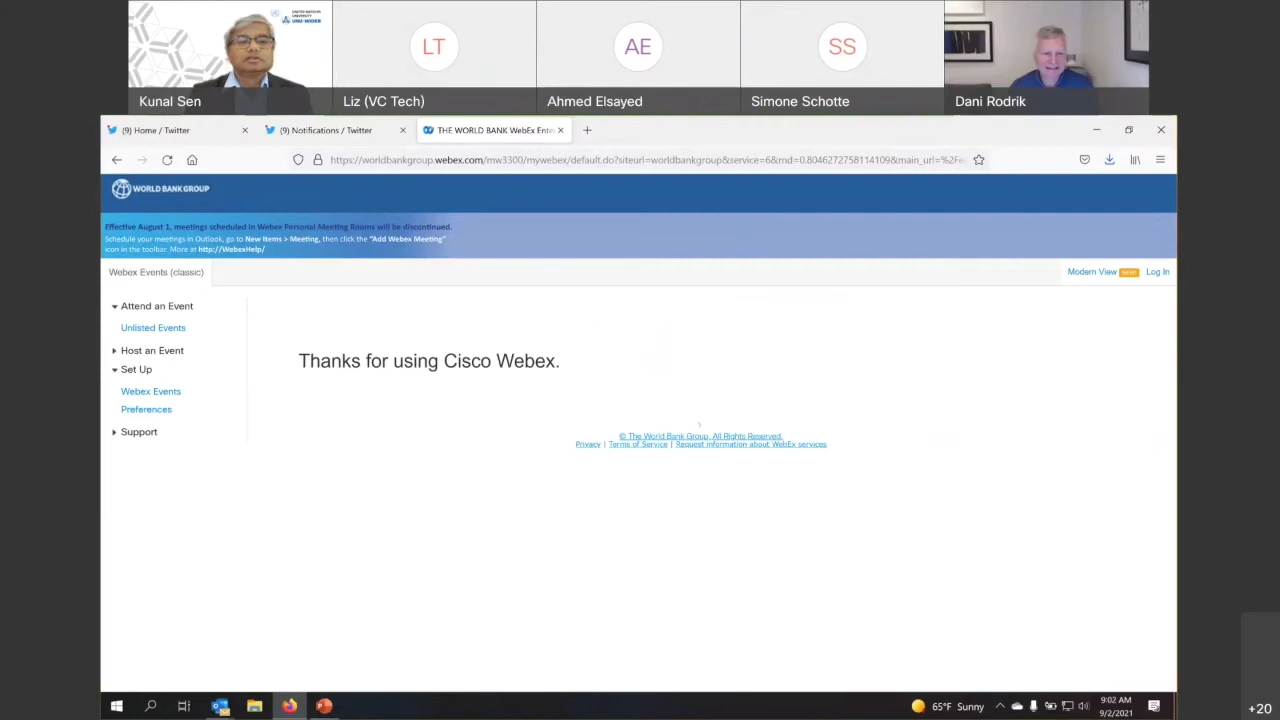 UNITED NATIONS
UNIVERSITY
UNU-WIDER
LT
AE
SS
Kunal Sen
Liz (VC Tech)
Ahmed Elsayed
Simone Schotte
Dani Rodrik
(9) Home / Twitter
(9) Notifications / Twitter
THE WORLD BANK WebEx Ente
https://worldbankgroup.webex.com/mw3300/mywebex/default.do?siteurl=worldbankgroup&service=6&rnd=0.8046272758114109&main_url=%2Fe
WORLD BANK GROUP
Effective August 1, meetings scheduled in Webex Personal Meeting Rooms will be discontinued.
Schedule your meetings in Outlook, go to New Items > Meeting, then click the "Add Webex Meeting"
icon in the toolbar. More at http://WebexHelp/
Webex Events (classic)
Modern View NEW! Log In
Attend an Event
Unlisted Events
Host an Event
Set Up
Webex Events
Preferences
Support
Thanks for using Cisco Webex.
© The World Bank Group, All Rights Reserved.
Privacy | Terms of Service | Request information about WebEx services
65°F Sunny
9:02 AM
9/2/2021
+20